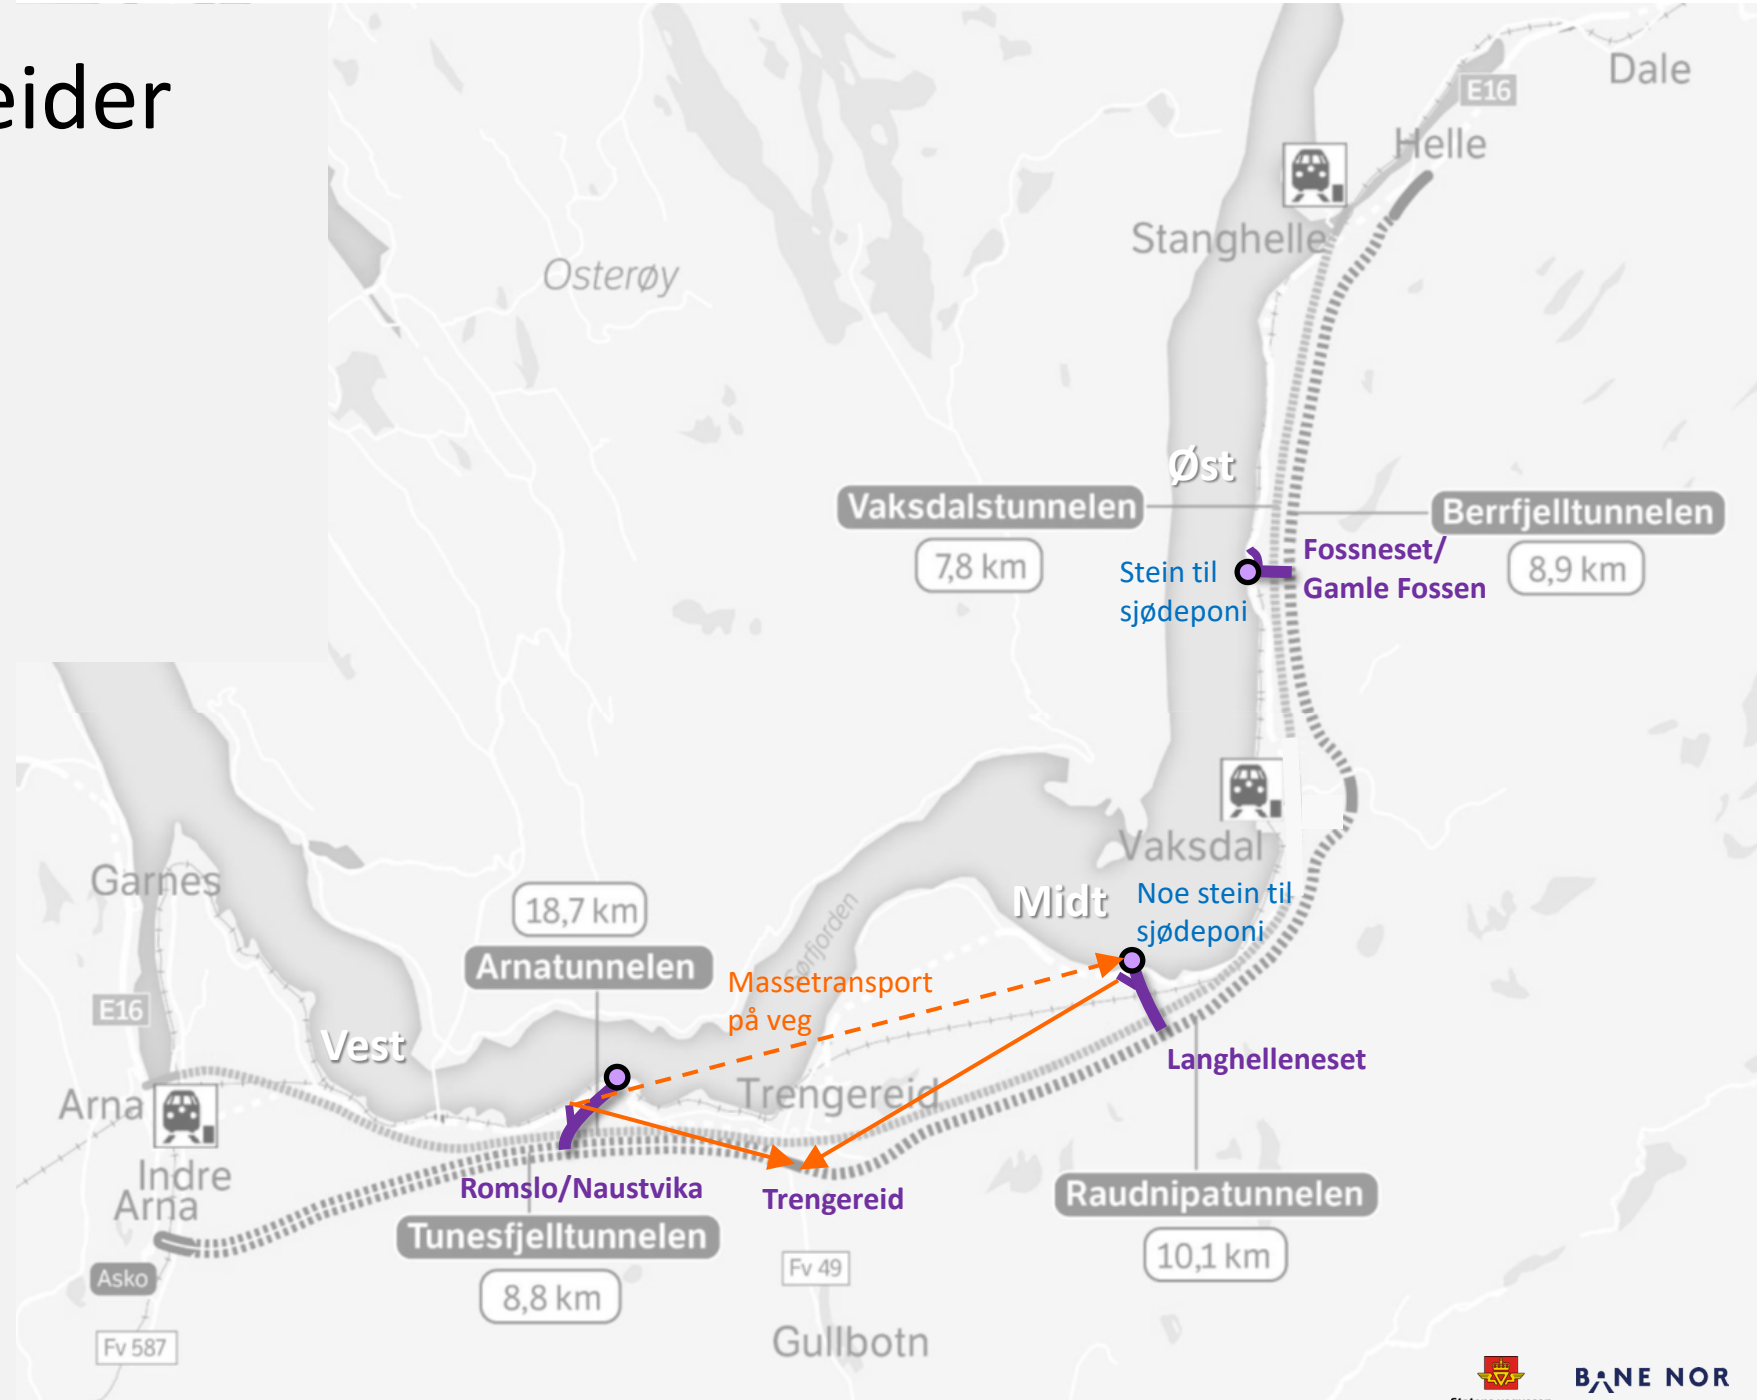 eider
Dale
E16
Helle
Stanghelle
Osterøy
Øst
Vaksdalstunnelen
7,8 km
Berrfjelltunnelen
8,9 km
Fossneset/
Gamle Fossen
Stein til
sjødeponi
Vaksdal
Midt
Noe stein til
sjødeponi
Garnes
18,7 km
Arnatunnelen
Sørfjorden
Massetransport
på veg
E16
Vest
Langhelleneset
Arna
Trengereid
Indre
Arna
Romslo/Naustvika
Trengereid
Raudnipatunnelen
10,1 km
Tunesfjelltunnelen
8,8 km
Asko
Fv 49
Fv 587
Gullbotn
BANE NOR